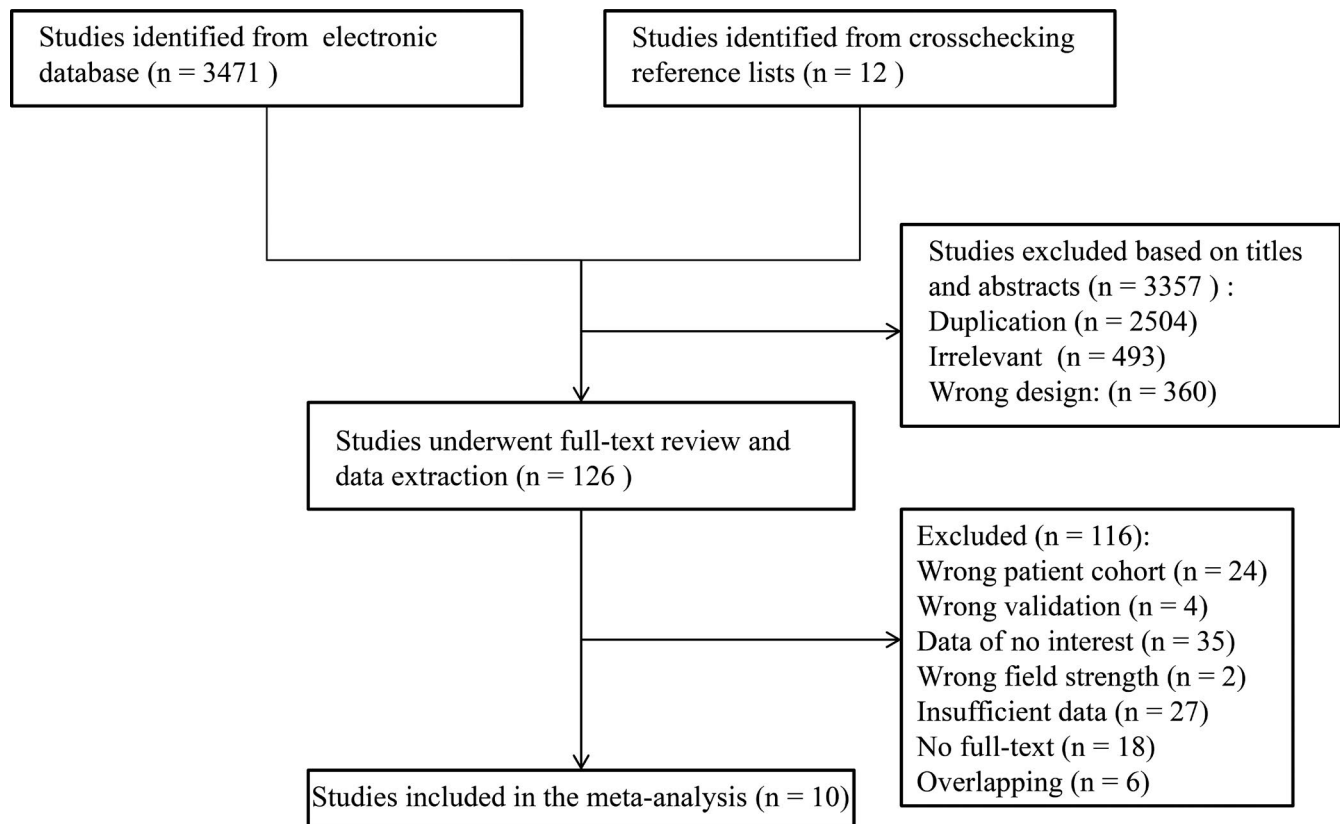 Studies identified from electronic
database (n = 3471 )
Studies identified from crosschecking
reference lists (n = 12 )
Studies excluded based on titles
and abstracts (n = 3357 ) :
Duplication (n = 2504)
Irrelevant (n = 493)
Wrong design: (n = 360)
Studies underwent full-text review and
data extraction (n = 126 )
Excluded (n = 116):
Wrong patient cohort (n = 24)
Wrong validation (n = 4)
Data of no interest (n = 35)
Wrong field strength (n = 2)
Insufficient data (n = 27)
No full-text (n = 18)
Overlapping (n = 6)
Studies included in the meta-analysis (n = 10)